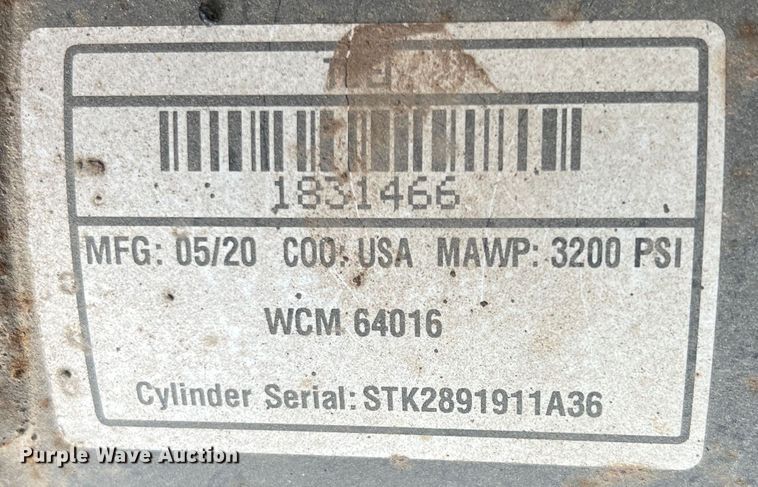 1831466
MFG: 05/20 COO: USA MAWP: 3200 PSI
WCM 64016
Cylinder Serial: STK2891911A36
Purple Wave Auction